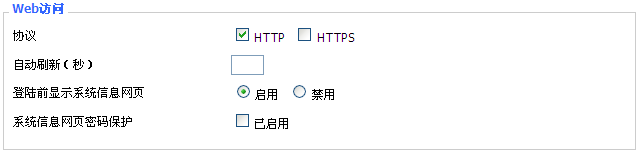 Web访问
协议 HTTP HTTPS
自动刷新（秒）
登陆前显示系统信息网页 启用 禁用
系统信息网页密码保护 已启用